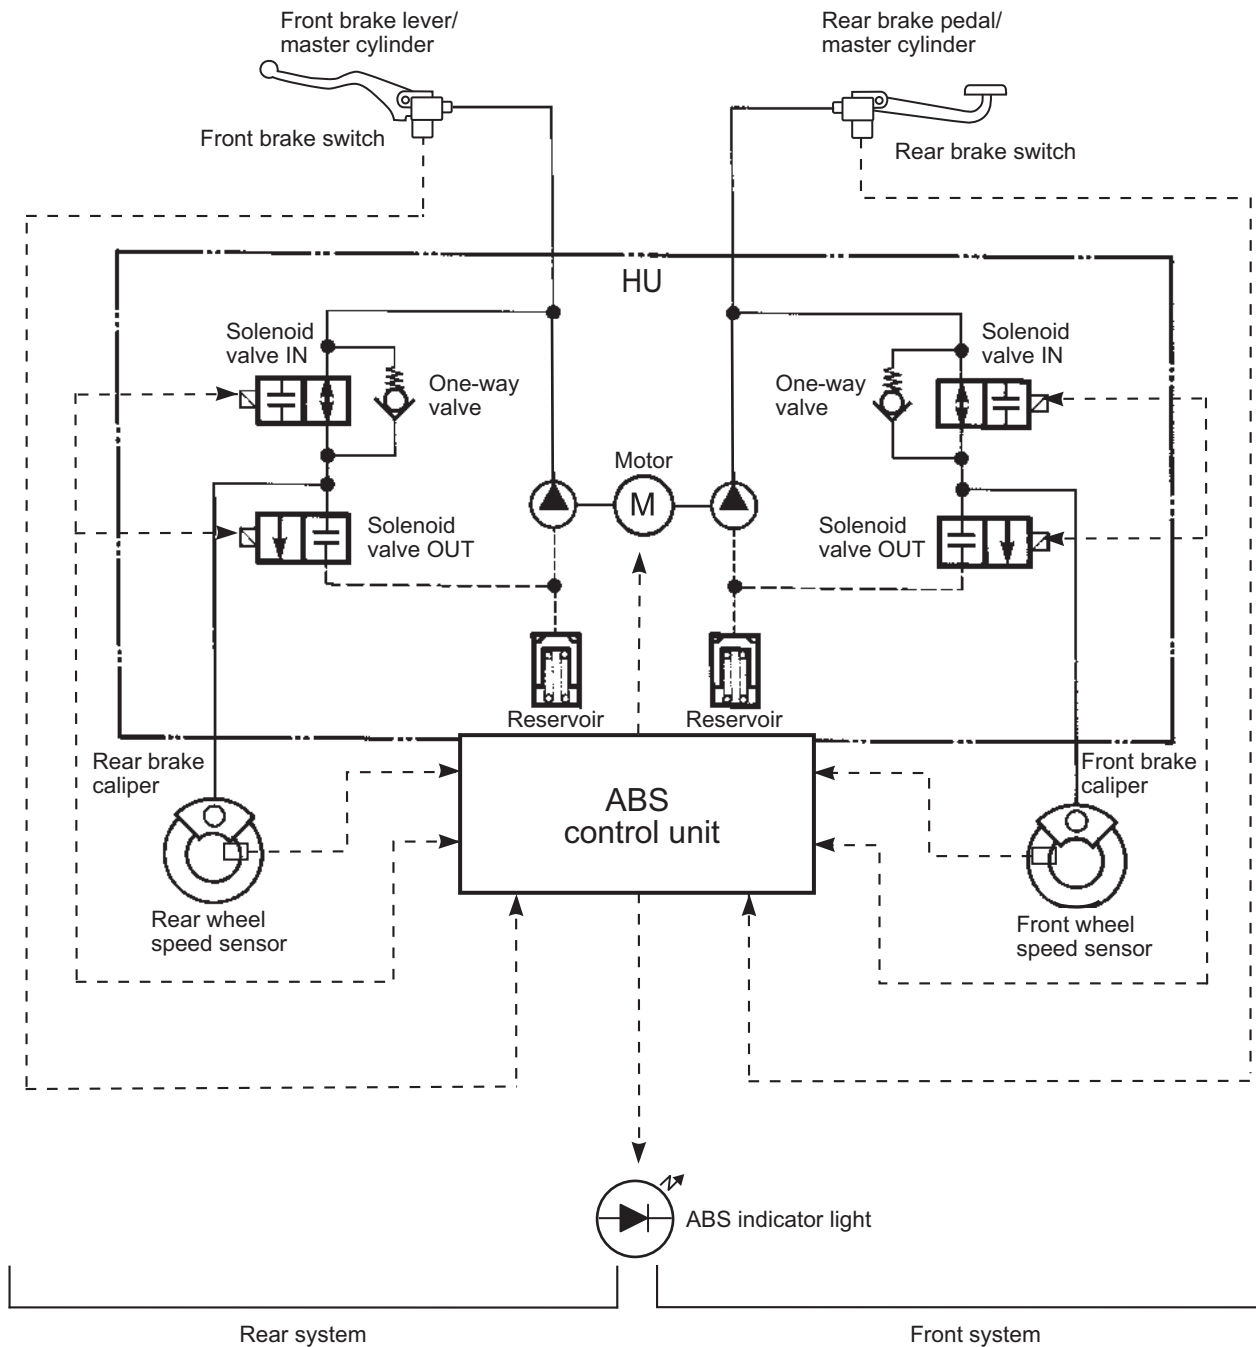 Front brake lever/
master cylinder
Rear brake pedal/
master cylinder
Front brake switch
Rear brake switch
HU
Solenoid
valve IN
One-way
valve
Solenoid
valve IN
One-way
valve
Motor
M
Solenoid
valve OUT
Solenoid
valve OUT
Reservoir
Reservoir
Rear brake
caliper
Front brake
caliper
ABS
control unit
Rear wheel
speed sensor
Front wheel
speed sensor
ABS indicator light
Rear system
Front system